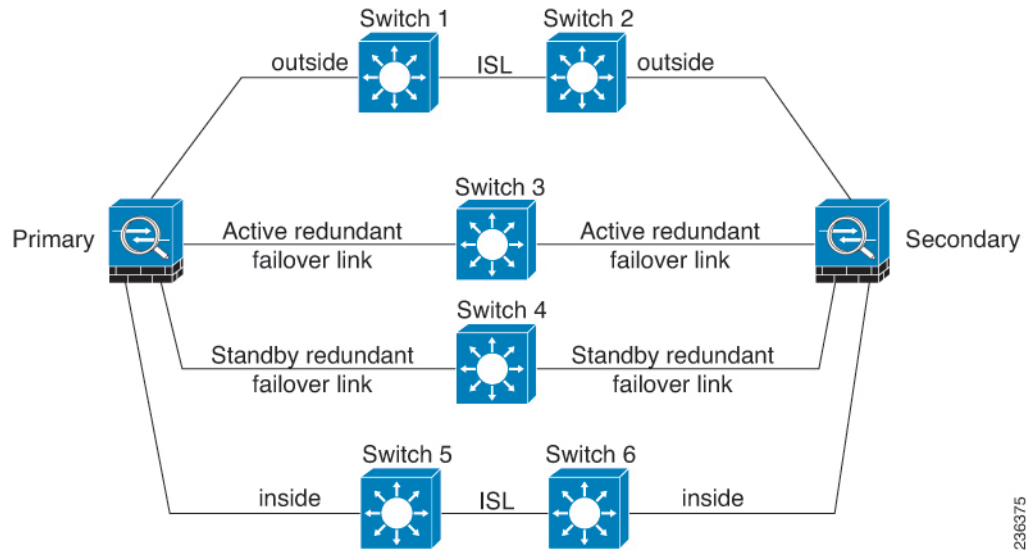 Switch 1
Switch 2
outside
ISL
outside
Switch 3
Primary
Active redundant
failover link
Active redundant
failover link
Secondary
Switch 4
Standby redundant
failover link
Standby redundant
failover link
Switch 5
Switch 6
inside
ISL
inside
236375